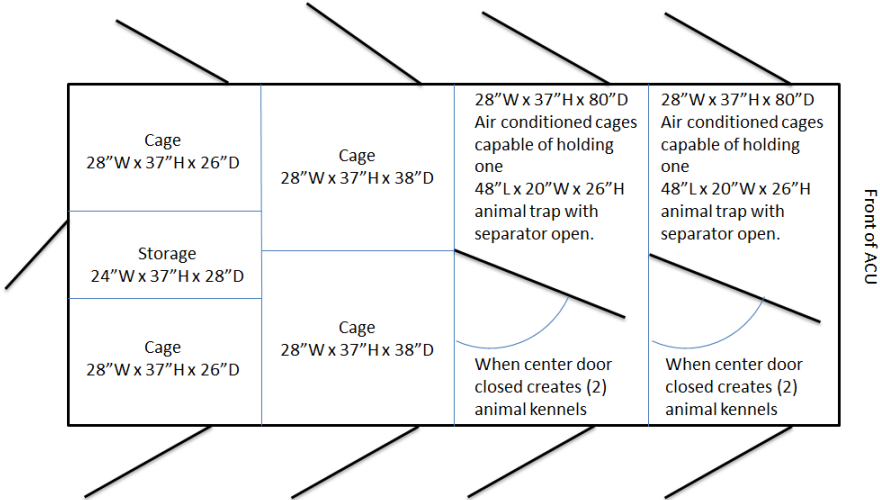 Cage
28”W x 37”H x 26”D
Storage
24”W x 37”H x 28”D
Cage
28”W x 37”H x 26”D
Cage
28”W x 37”H x 38”D
Cage
28”W x 37”H x 38”D
28”W x 37”H x 80”D
Air conditioned cages
capable of holding
one
48”L x 20”W x 26”H
animal trap with
separator open.
When center door
closed creates (2)
animal kennels
28”W x 37”H x 80”D
Air conditioned cages
capable of holding
one
48”L x 20”W x 26”H
animal trap with
separator open.
When center door
closed creates (2)
animal kennels
Front of ACU